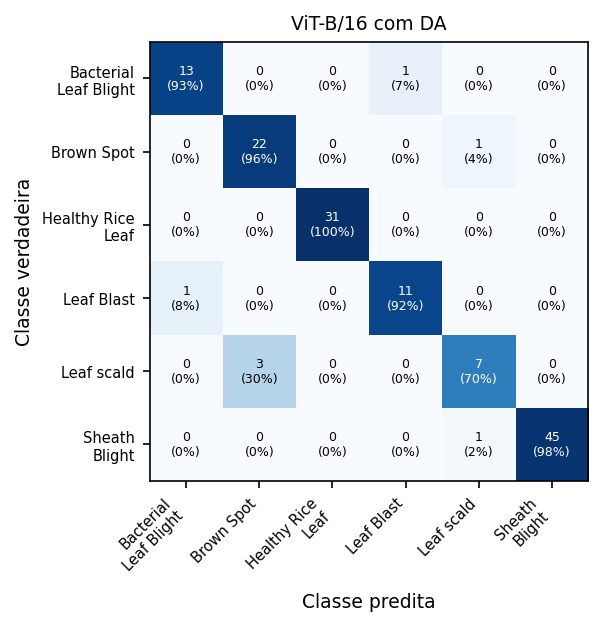 ViT-B/16 com DA
Classe verdadeira
Bacterial
Leaf Blight
13 0 0 1 0 0
(93%) (0%) (0%) (7%) (0%) (0%)
Brown Spot
0 22 0 0 1 0
(0%) (96%) (0%) (0%) (4%) (0%)
Healthy Rice
Leaf
0 0 31 0 0 0
(0%) (0%) (100%) (0%) (0%) (0%)
Leaf Blast
1 0 0 11 0 0
(8%) (0%) (0%) (92%) (0%) (0%)
Leaf scald
0 3 0 0 7 0
(0%) (30%) (0%) (0%) (70%) (0%)
Sheath
Blight
0 0 0 0 1 45
(0%) (0%) (0%) (0%) (2%) (98%)
Bacterial
Leaf Blight
Brown Spot
Healthy Rice
Leaf
Leaf Blast
Leaf scald
Sheath
Blight
Classe predita